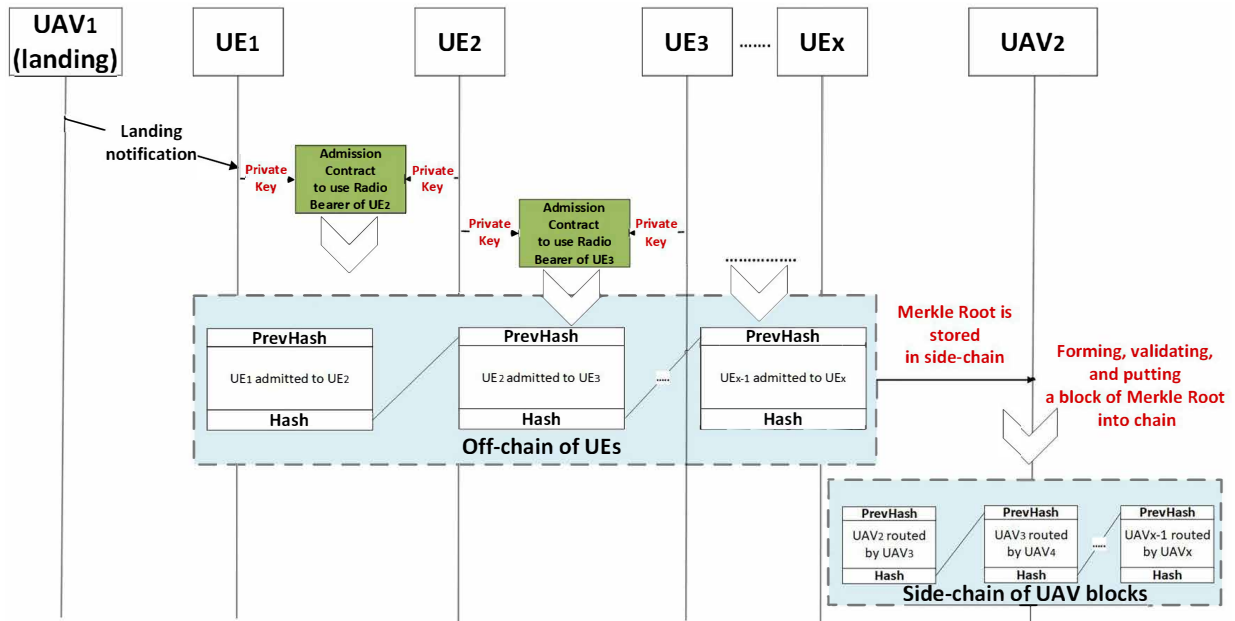 UAV1
(landing)
UE1
UE2
UE3
.......
UEx
UAV2
Landing
notification
Private
Key
Admission
Contract
to use Radio
Bearer of UE2
Private
Key
Private
Key
Admission
Contract
to use Radio
Bearer of UE3
Private
Key
................
PrevHash
UE1 admitted to UE2
Hash
PrevHash
UE2 admitted to UE3
Hash
.....
PrevHash
UEx-1 admitted to UEx
Hash
Off-chain of UEs
Merkle Root is
stored
in side-chain
Forming, validating,
and putting
a block of Merkle Root
into chain
PrevHash
UAV2 routed
by UAV3
Hash
PrevHash
UAV3 routed
by UAV4
Hash
.....
PrevHash
UAVx-1 routed
by UAVx
Hash
Side-chain of UAV blocks